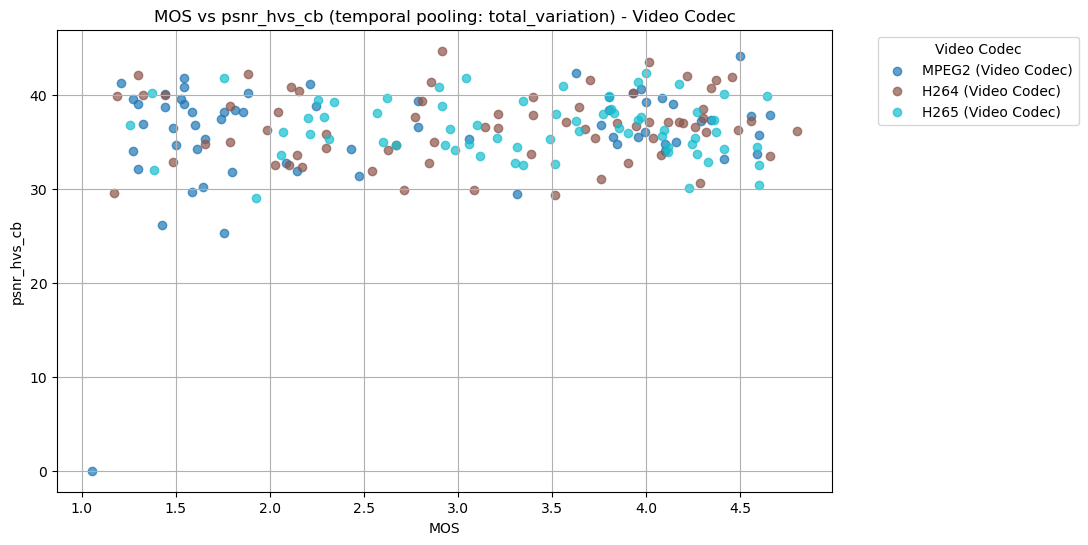 MOS vs psnr_hvs_cb (temporal pooling: total_variation) - Video Codec
Video Codec
MPEG2 (Video Codec)
H264 (Video Codec)
H265 (Video Codec)
psnr_hvs_cb
40
30
20
10
0
1.0 1.5 2.0 2.5 3.0 3.5 4.0 4.5
MOS